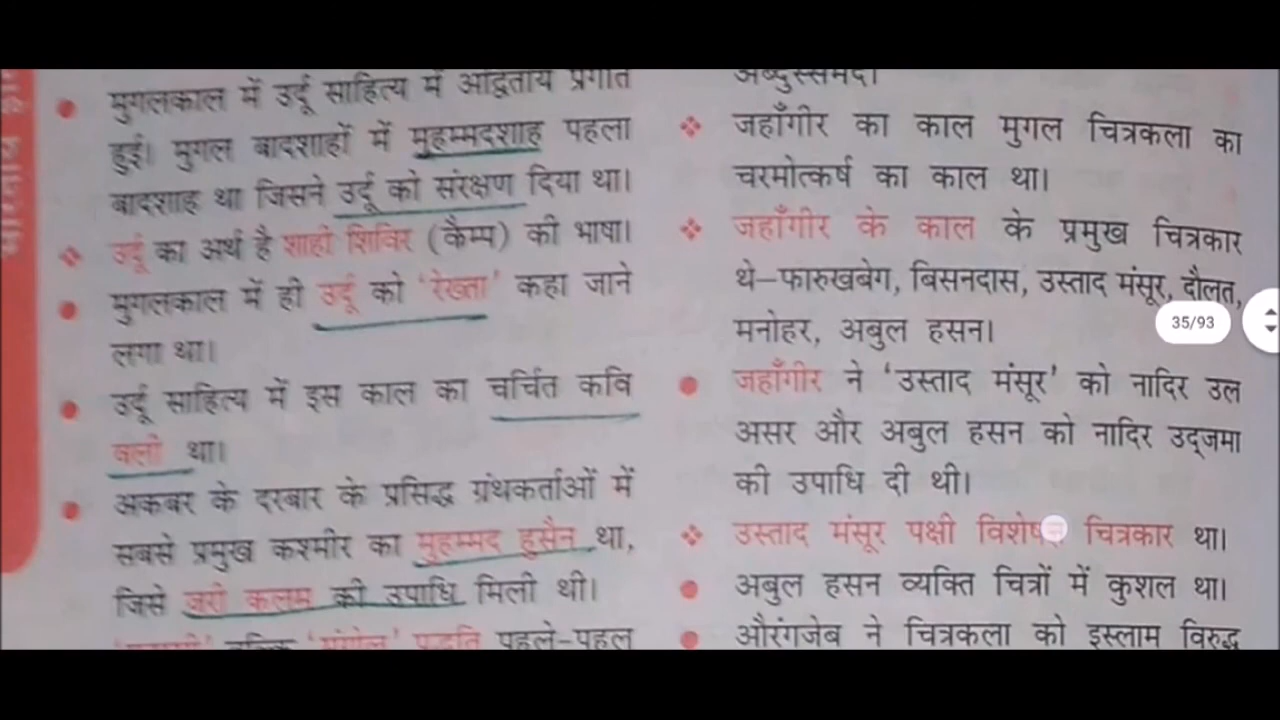 मुगलकाल में उर्दू साहित्य में अद्वितीय प्रगति
हुई। मुगल बादशाहों में मुहम्मदशाह पहला
बादशाह था जिसने उर्दू को संरक्षण दिया था।
उर्दू का अर्थ है शाही शिविर (कैम्प) की भाषा।
मुगलकाल में ही उर्दू को 'रेख्ता' कहा जाने
लगा था।
उर्दू साहित्य में इस काल का चर्चित कवि
वली था।
अकबर के दरबार के प्रसिद्ध ग्रंथकर्ताओं में
सबसे प्रमुख कश्मीर का मुहम्मद हुसैन था,
जिसे जरी कलम की उपाधि मिली थी।
पहले-पहल
अब्दुस्समद।
जहाँगीर का काल मुगल चित्रकला का
चरमोत्कर्ष का काल था।
जहाँगीर के काल के प्रमुख चित्रकार
थे–फारुखबेग, बिसनदास, उस्ताद मंसूर, दौलत,
मनोहर, अबुल हसन।
जहाँगीर ने 'उस्ताद मंसूर' को नादिर उल
असर और अबुल हसन को नादिर उद्जमा
की उपाधि दी थी।
उस्ताद मंसूर पक्षी विशेषज्ञ चित्रकार था।
अबुल हसन व्यक्ति चित्रों में कुशल था।
औरंगजेब ने चित्रकला को इस्लाम विरुद्ध
35/93